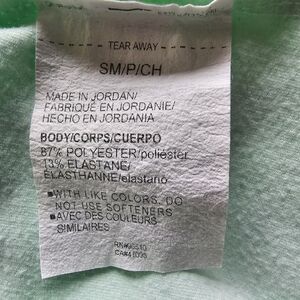 - - TEAR AWAY - -
SM/P/CH
MADE IN JORDAN/
FABRIQUÉ EN JORDANIE/
HECHO EN JORDANIA
BODY/CORPS/CUERPO
87% POLYESTER/poliéster
13% ELASTANE/
ÉLASTHANNE/elastano
■WITH LIKE COLORS. DO
NOT USE SOFTENERS
■AVEC DES COULEURS
SIMILAIRES